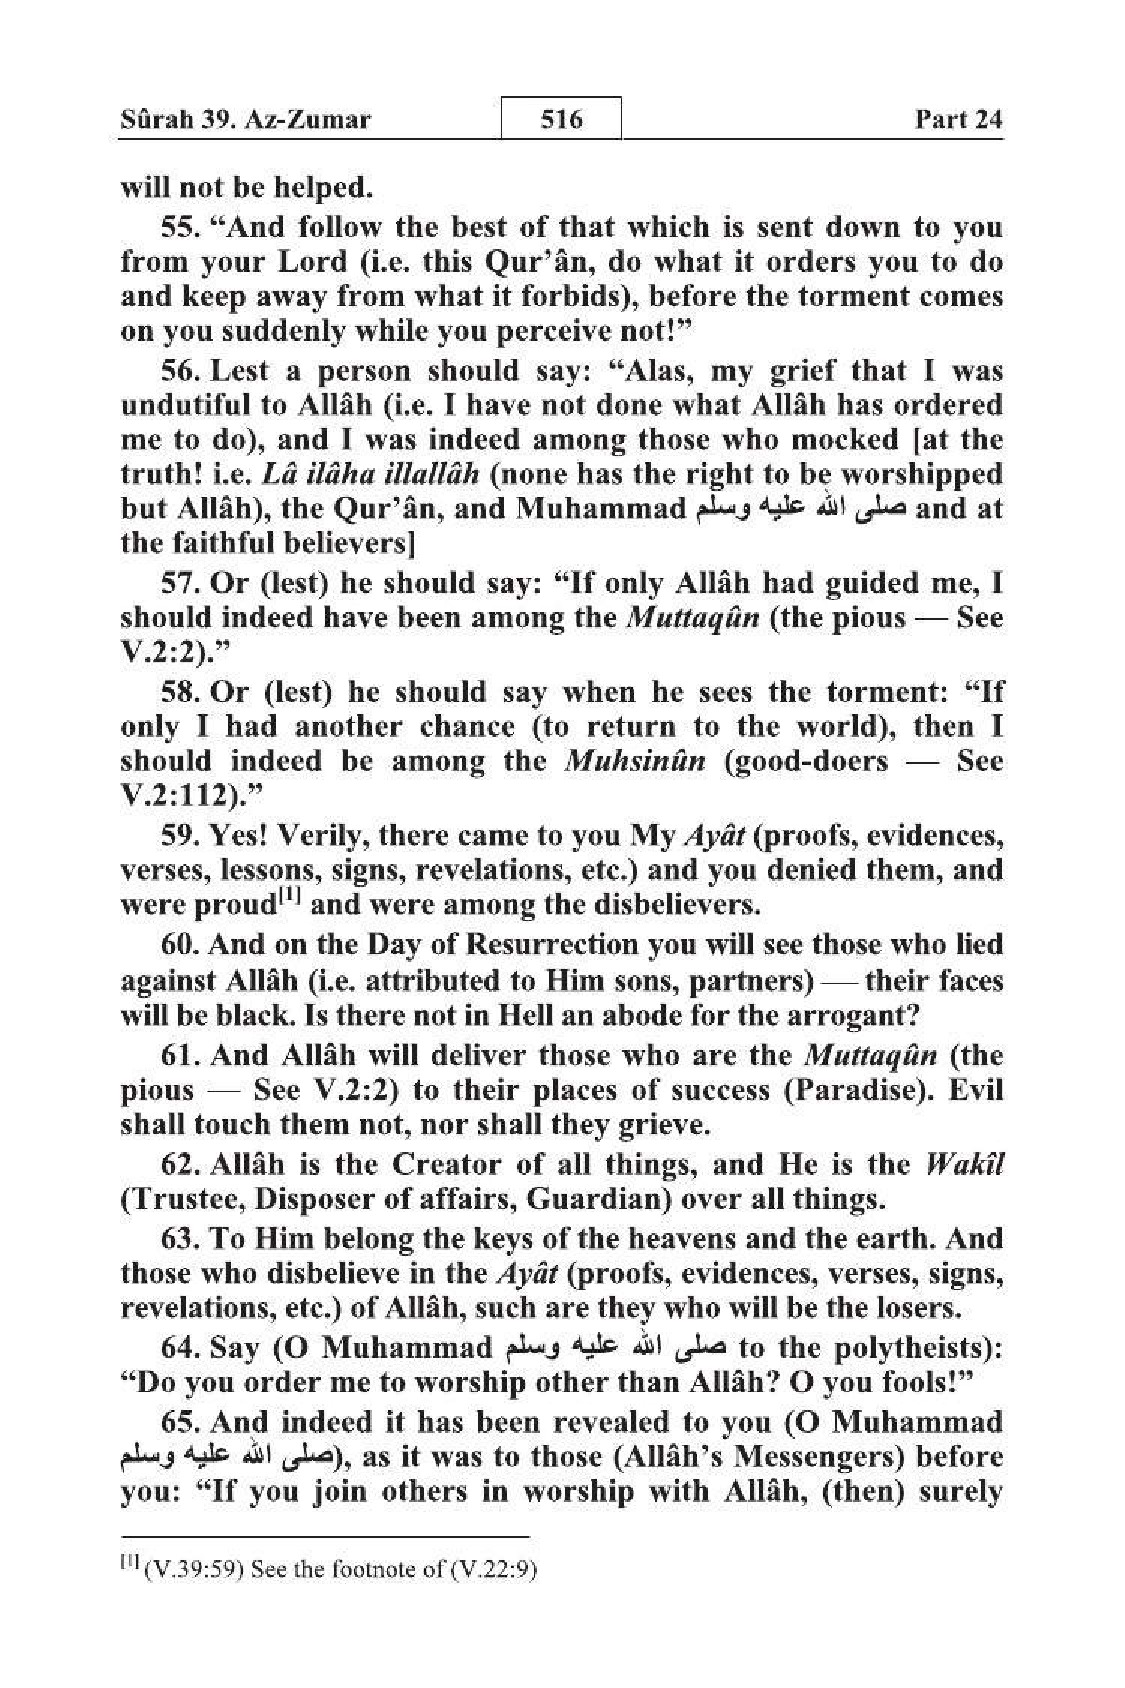 Sûrah 39. Az-Zumar 516 Part 24
will not be helped.
55. “And follow the best of that which is sent down to you
from your Lord (i.e. this Qur’ân, do what it orders you to do
and keep away from what it forbids), before the torment comes
on you suddenly while you perceive not!”
56. Lest a person should say: “Alas, my grief that I was
undutiful to Allâh (i.e. I have not done what Allâh has ordered
me to do), and I was indeed among those who mocked [at the
truth! i.e. Lâ ilâha illallâh (none has the right to be worshipped
but Allâh), the Qur’ân, and Muhammad صلى الله عليه وسلم and at
the faithful believers]
57. Or (lest) he should say: “If only Allâh had guided me, I
should indeed have been among the Muttaqûn (the pious — See
V.2:2).”
58. Or (lest) he should say when he sees the torment: “If
only I had another chance (to return to the world), then I
should indeed be among the Muhsinûn (good-doers — See
V.2:112).”
59. Yes! Verily, there came to you My Ayât (proofs, evidences,
verses, lessons, signs, revelations, etc.) and you denied them, and
were proud[1] and were among the disbelievers.
60. And on the Day of Resurrection you will see those who lied
against Allâh (i.e. attributed to Him sons, partners) — their faces
will be black. Is there not in Hell an abode for the arrogant?
61. And Allâh will deliver those who are the Muttaqûn (the
pious — See V.2:2) to their places of success (Paradise). Evil
shall touch them not, nor shall they grieve.
62. Allâh is the Creator of all things, and He is the Wakîl
(Trustee, Disposer of affairs, Guardian) over all things.
63. To Him belong the keys of the heavens and the earth. And
those who disbelieve in the Ayât (proofs, evidences, verses, signs,
revelations, etc.) of Allâh, such are they who will be the losers.
64. Say (O Muhammad صلى الله عليه وسلم to the polytheists):
“Do you order me to worship other than Allâh? O you fools!”
65. And indeed it has been revealed to you (O Muhammad
صلى الله عليه وسلم), as it was to those (Allâh’s Messengers) before
you: “If you join others in worship with Allâh, (then) surely
[1] (V.39:59) See the footnote of (V.22:9)